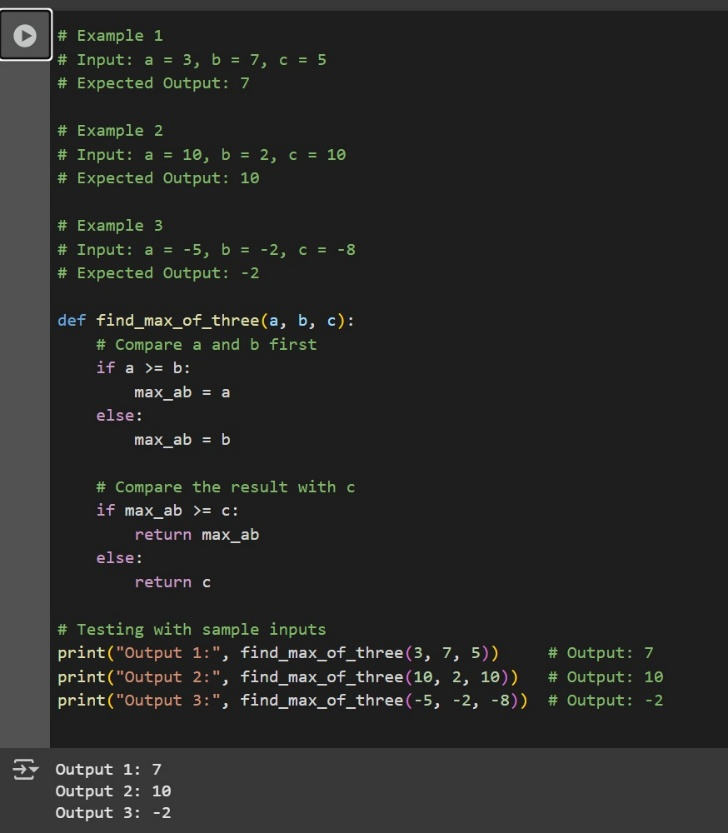 # Example 1
# Input: a = 3, b = 7, c = 5
# Expected Output: 7

# Example 2
# Input: a = 10, b = 2, c = 10
# Expected Output: 10

# Example 3
# Input: a = -5, b = -2, c = -8
# Expected Output: -2

def find_max_of_three(a, b, c):
    # Compare a and b first
    if a >= b:
        max_ab = a
    else:
        max_ab = b

    # Compare the result with c
    if max_ab >= c:
        return max_ab
    else:
        return c

# Testing with sample inputs
print("Output 1:", find_max_of_three(3, 7, 5))     # Output: 7
print("Output 2:", find_max_of_three(10, 2, 10))   # Output: 10
print("Output 3:", find_max_of_three(-5, -2, -8))  # Output: -2

Output 1: 7
Output 2: 10
Output 3: -2